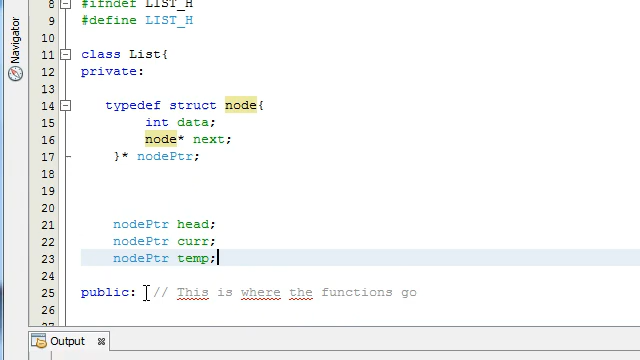 Navigator
8 #ifndef LIST_H
9 #define LIST_H
10
11 class List{
12 private:
13
14 typedef struct node{
15 int data;
16 node* next;
17 }* nodePtr;
18
19
20
21 nodePtr head;
22 nodePtr curr;
23 nodePtr temp;
24
25 public: // This is where the functions go
26
Output